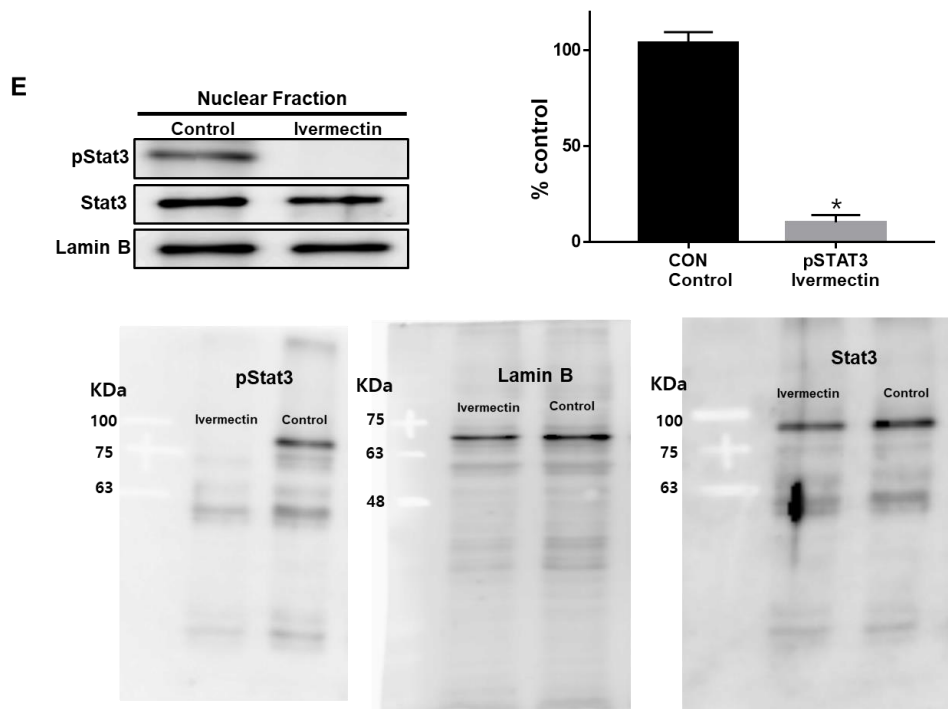 E
Nuclear Fraction
Control Ivermectin
pStat3
Stat3
Lamin B
% control
100
50
0
*
CON pSTAT3
Control Ivermectin
pStat3
KDa
Ivermectin Control
100
75
63
Lamin B
KDa
Ivermectin Control
75
63
48
Stat3
KDa
Ivermectin Control
100
75
63